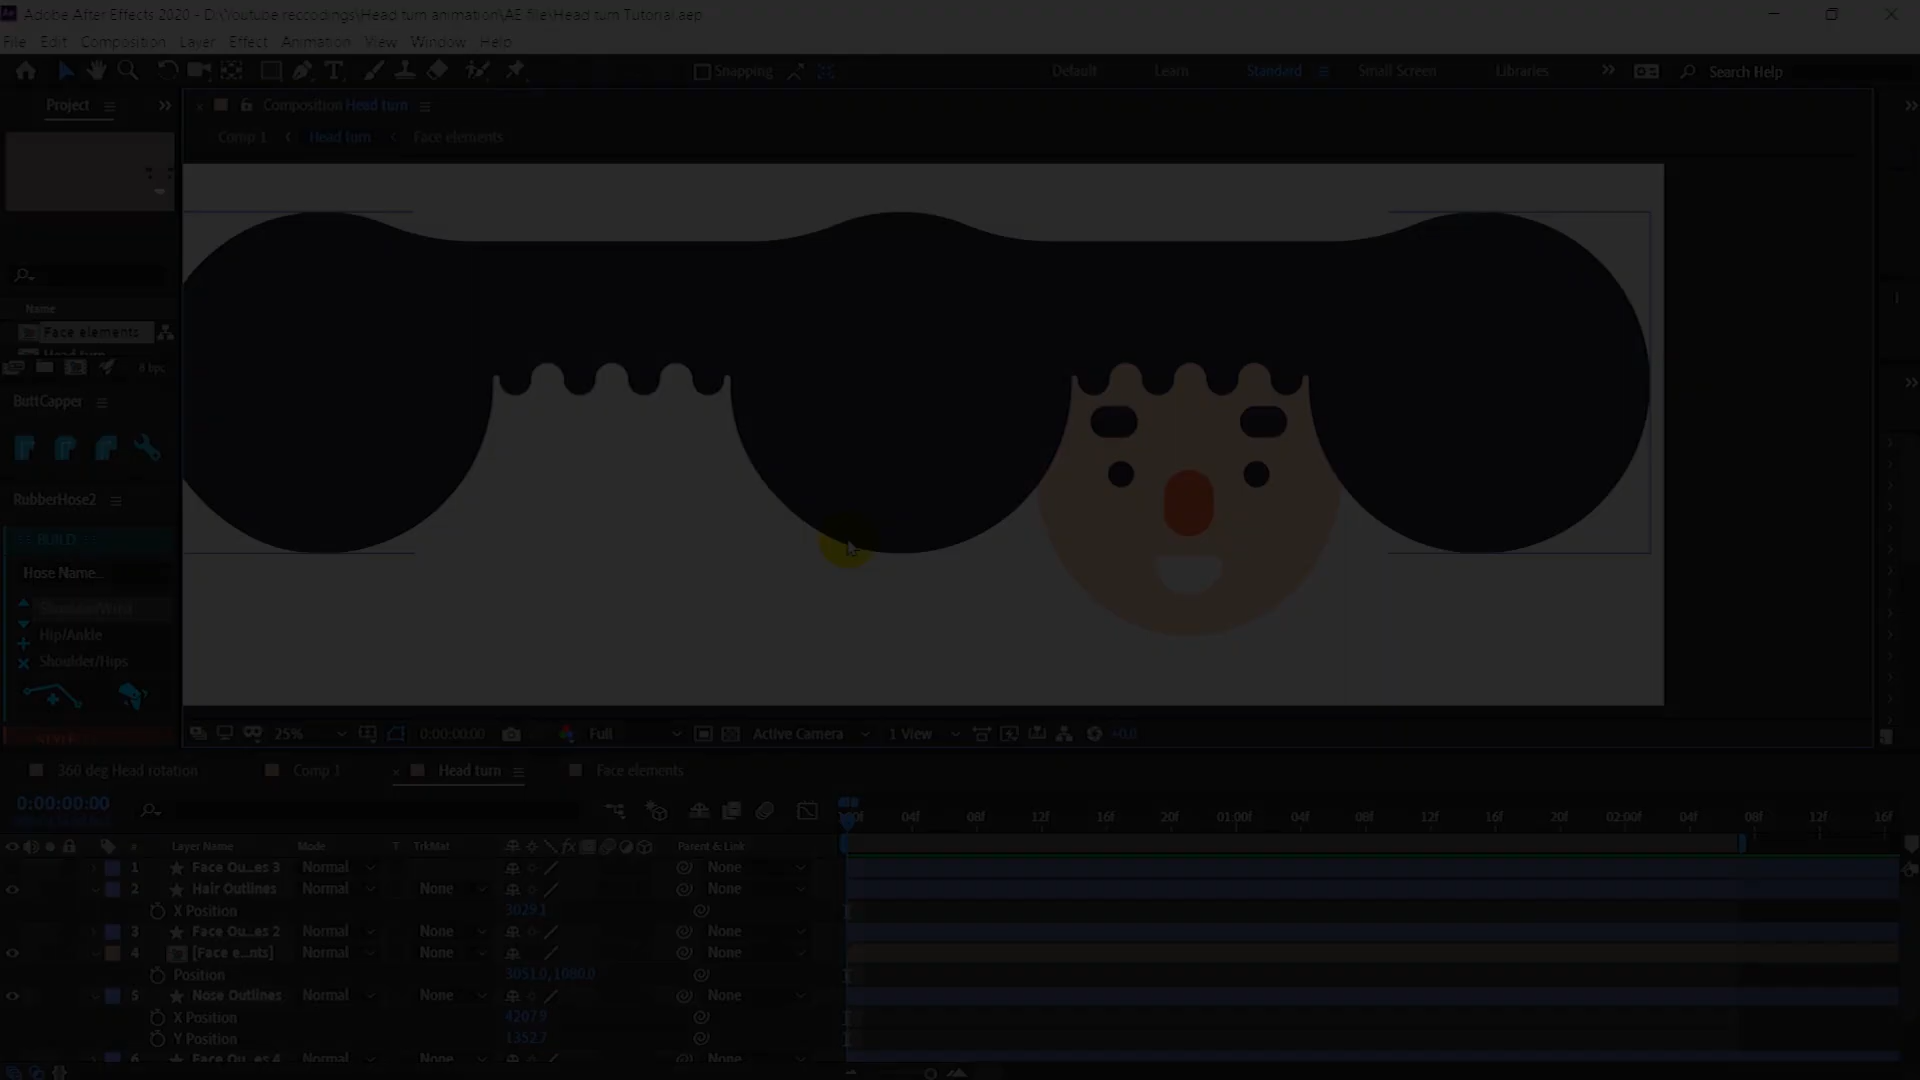 Adobe After Effects 2020 - D:\Youtube reccodings\Head turn animation\AE file\Head turn Tutorial.aep
File Edit Composition Layer Effect Animation View Window Help
Snapping Default Learn Standard Small Screen Libraries Search Help
Project
Composition Head turn
Comp 1 Head turn Face elements
Name
Face elements
Head turn
8 bpc
ButtCapper
RubberHose2
BUILD
Hose Name...
Shoulder/Wrist
Hip/Ankle
Shoulder/Hips
STYLE
25% 0:00:00:00 Full Active Camera 1 View +0.0
360 deg Head rotation Comp 1 Head turn Face elements
0:00:00:00
04f 08f 12f 16f 20f 01:00f 04f 08f 12f 16f 20f 02:00f 04f 08f 12f 16f
# Layer Name Mode T TrkMat Parent & Link
1 Face Ou...es 3 Normal None
2 Hair Outlines Normal None None
X Position 3029.1
3 Face Ou...es 2 Normal None None
4 [Face e...nts] Normal None None
Position 3051.0, 1080.0
5 Nose Outlines Normal None None
X Position 4207.9
Y Position 1352.7
6 Face Ou...es 4 Normal None None